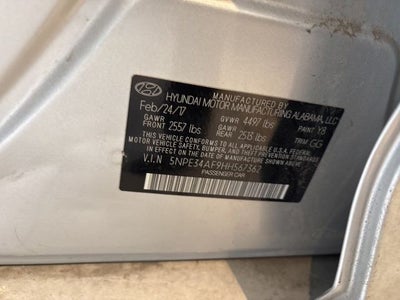 MANUFACTURED BY
HYUNDAI MOTOR MANUFACTURING ALABAMA, LLC
Feb/24/17 GVWR 4497 lbs PAINT Y8
GAWR FRONT 2557 lbs GAWR REAR 2513 lbs TRIM GG
THIS VEHICLE CONFORMS TO ALL APPLICABLE FEDERAL
MOTOR VEHICLE SAFETY, BUMPER, AND THEFT PREVENTION STANDARDS
IN EFFECT ON THE DATE OF MANUFACTURE SHOWN ABOVE.
V.I.N 5NPE34AF9HH567362
PASSENGER CAR